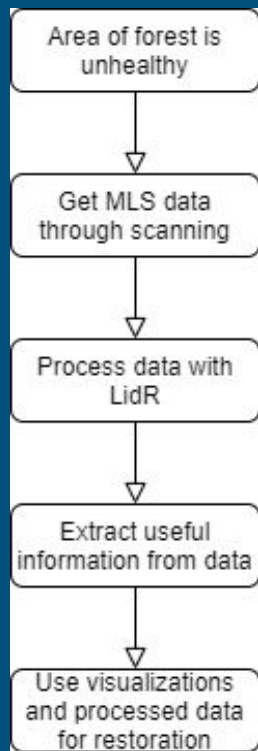 Area of forest is
unhealthy
Get MLS data
through scanning
Process data with
LidR
Extract useful
information from data
Use visualizations
and processed data
for restoration